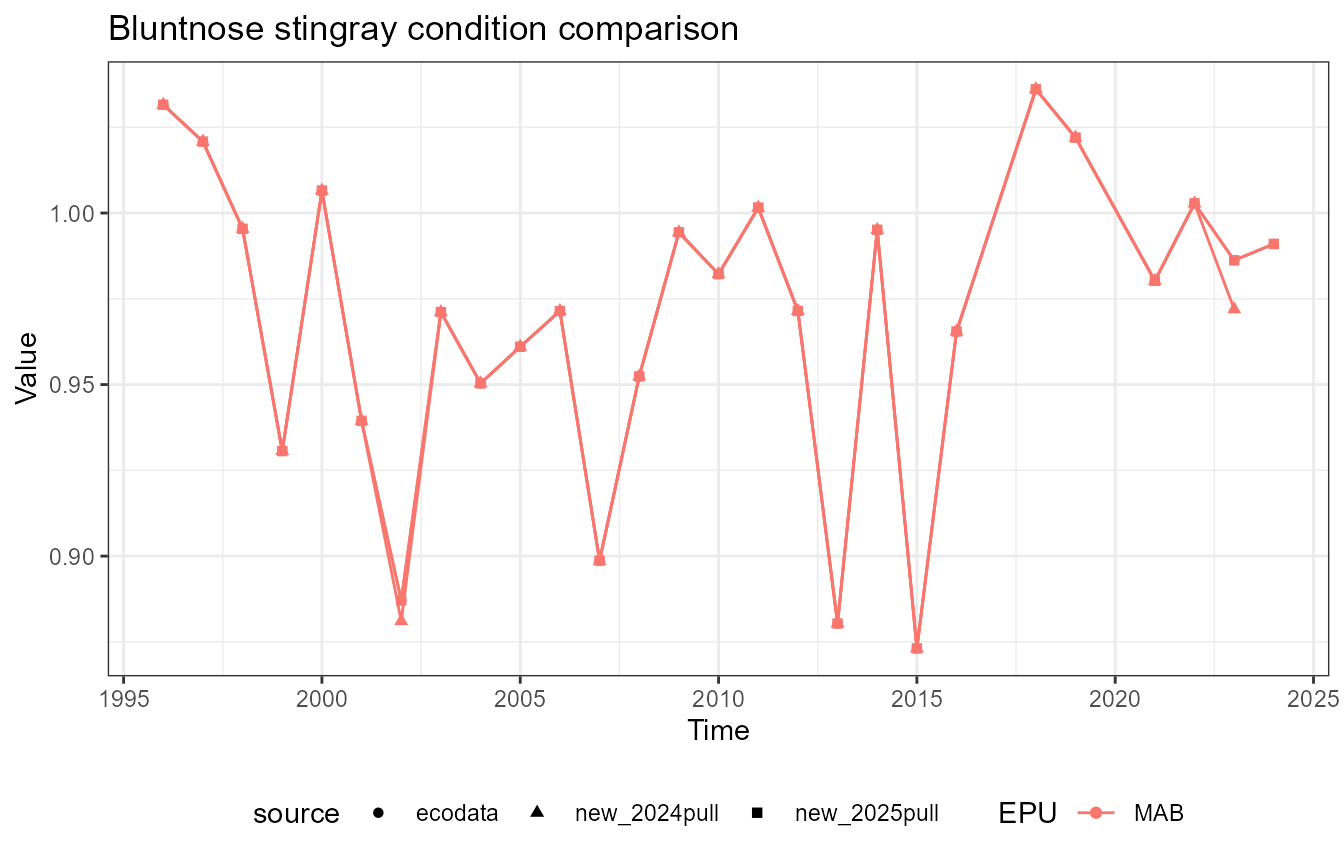 Bluntnose stingray condition comparison
Value
1.00
0.95
0.90
1995 2000 2005 2010 2015 2020 2025
Time
source ecodata new_2024pull new_2025pull EPU MAB